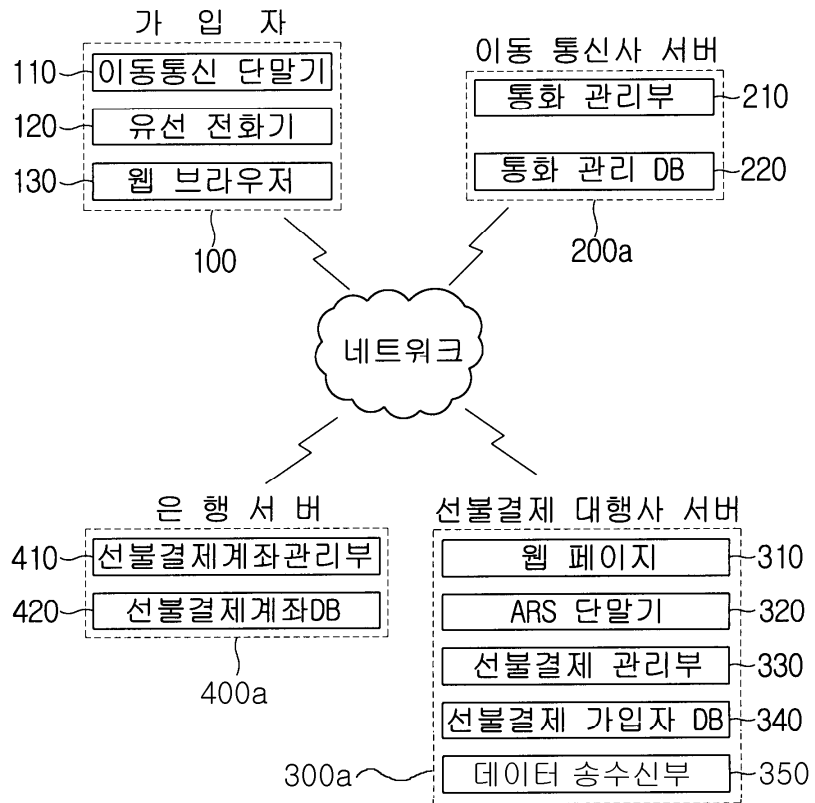 가 입 자
110 이동통신 단말기
120 유선 전화기
130 웹 브라우저
100
이동 통신사 서버
통화 관리부 210
통화 관리 DB 220
200a
네트워크
은 행 서 버
410 선불결제계좌관리부
420 선불결제계좌DB
400a
선불결제 대행사 서버
웹 페이지 310
ARS 단말기 320
선불결제 관리부 330
선불결제 가입자 DB 340
300a 데이터 송수신부 350